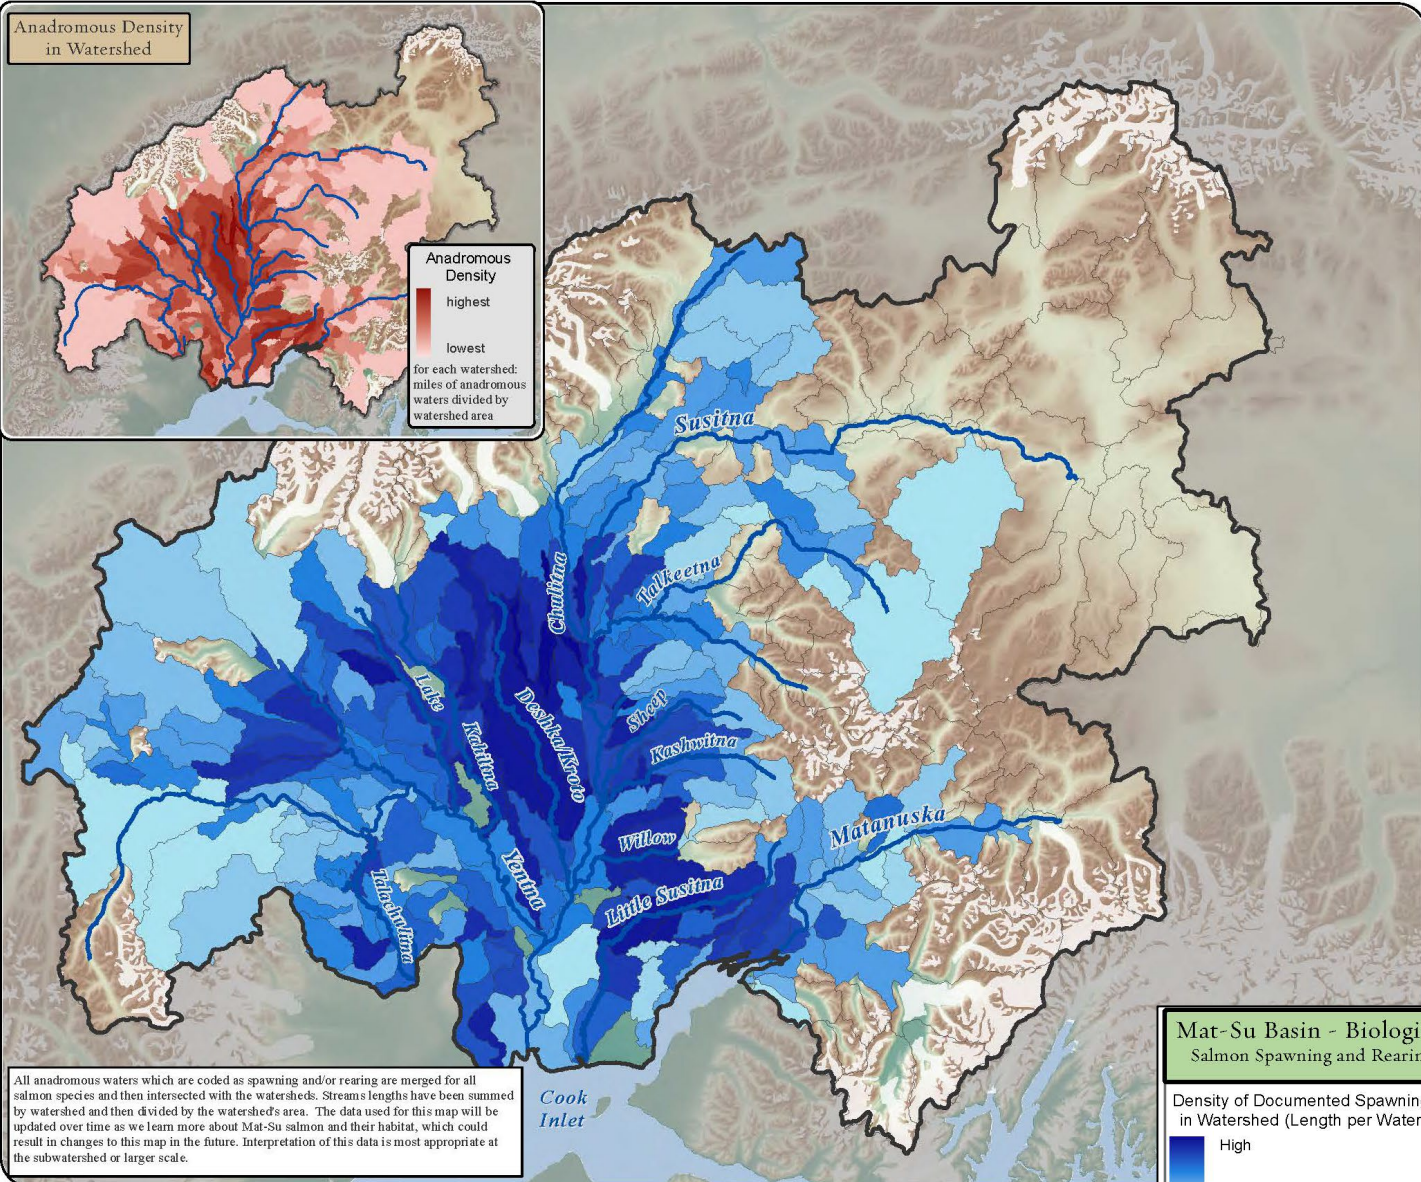 Anadromous Density
in Watershed
Anadromous
Density
highest
lowest
for each watershed:
miles of anadromous
waters divided by
watershed area
Susitna
Chulitna
Talkeetna
Lake
Kahiltna
Deshka/Kroto
Sheep
Kashwitna
Willow
Matanuska
Little Susitna
Yentna
Talachulitna
Cook
Inlet
All anadromous waters which are coded as spawning and/or rearing are merged for all
salmon species and then intersected with the watersheds. Streams lengths have been summed
by watershed and then divided by the watershed's area. The data used for this map will be
updated over time as we learn more about Mat-Su salmon and their habitat, which could
result in changes to this map in the future. Interpretation of this data is most appropriate at
the subwatershed or larger scale.
Mat-Su Basin - Biologi
Salmon Spawning and Rearin
Density of Documented Spawnin
in Watershed (Length per Water
High